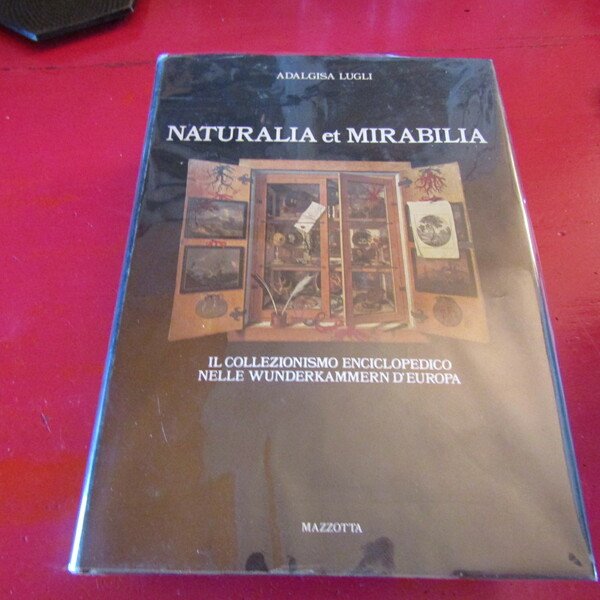 ADALGISA LUGLI
NATURALIA et MIRABILIA
IL COLLEZIONISMO ENCICLOPEDICO
NELLE WUNDERKAMMERN D'EUROPA
MAZZOTTA